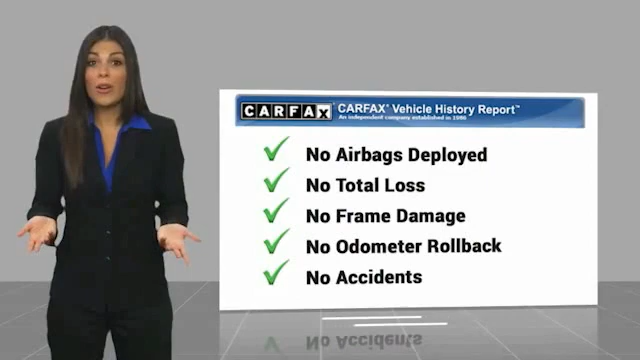 CARFAX CARFAX® Vehicle History Report™
An independent company established in 1986
No Airbags Deployed
No Total Loss
No Frame Damage
No Odometer Rollback
No Accidents